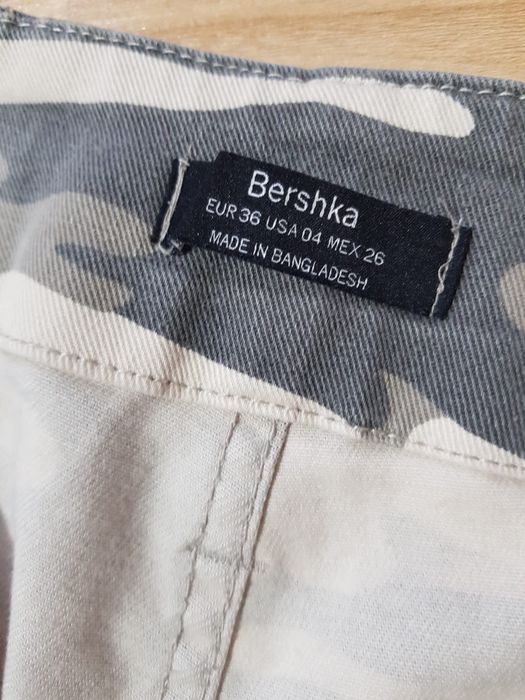 Bershka
EUR 36 USA 04 MEX 26
MADE IN BANGLADESH